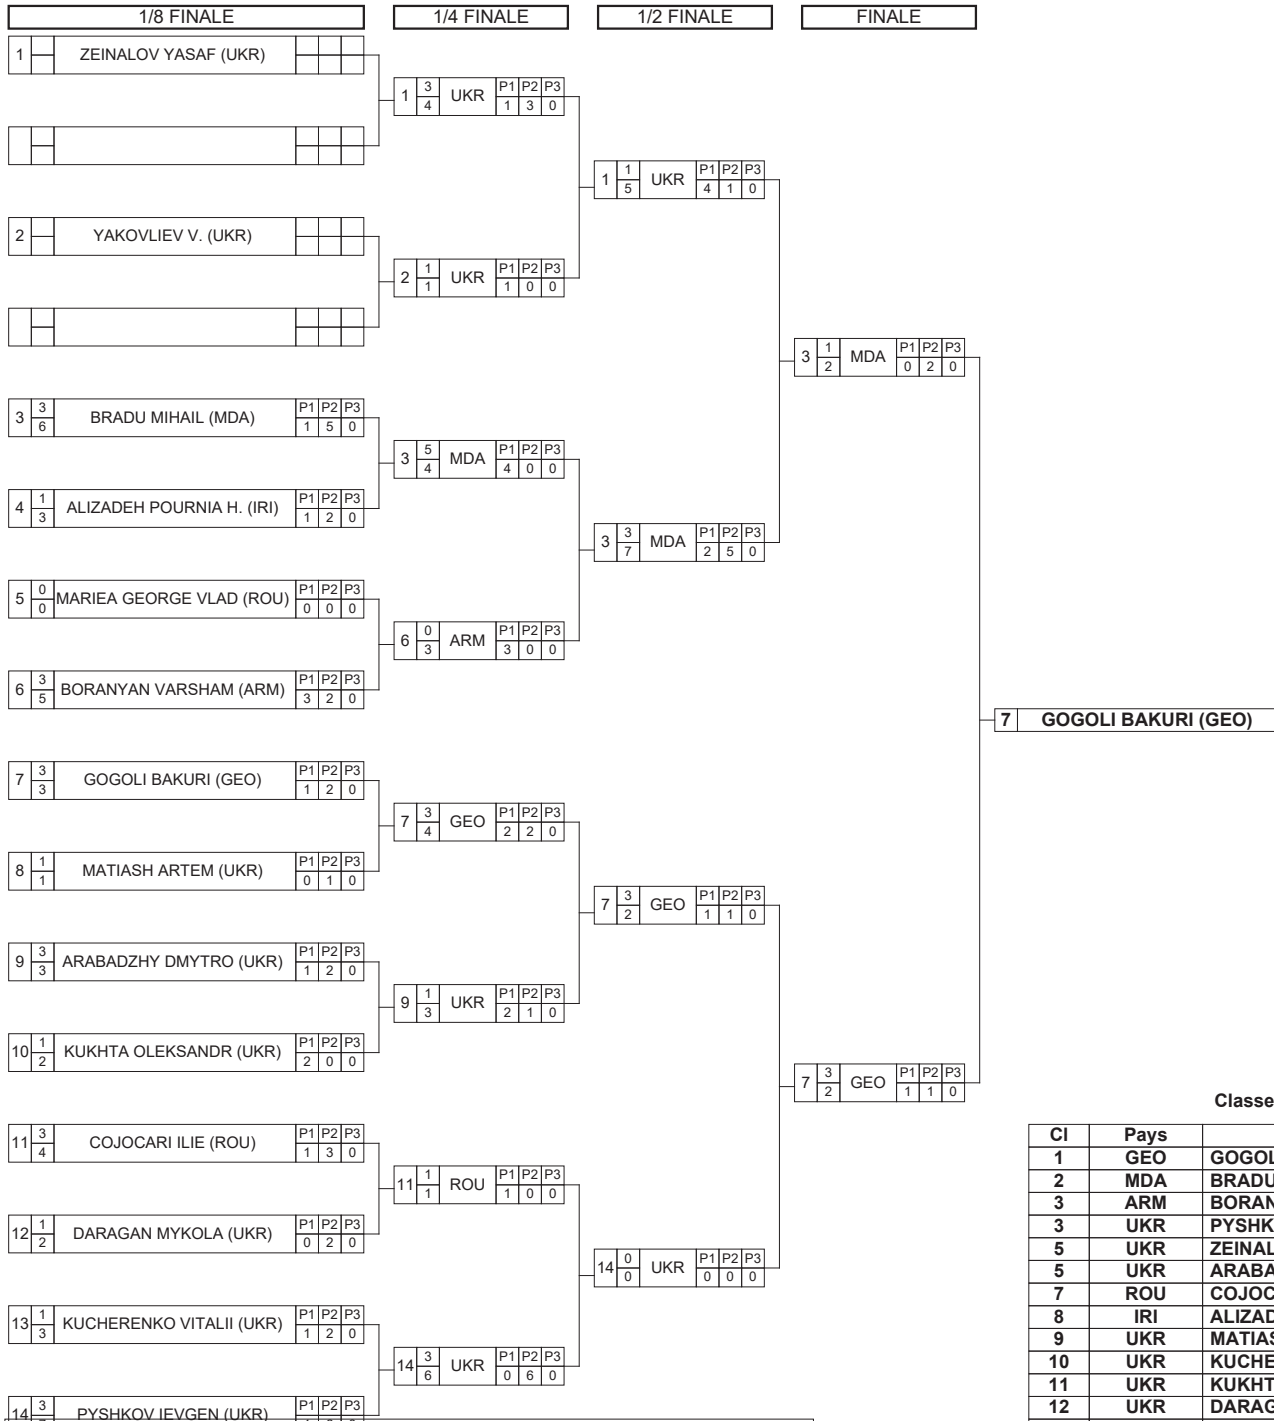 1/8 FINALE 1/4 FINALE 1/2 FINALE FINALE
1 ZEINALOV YASAF (UKR)
1 3 4 UKR P1 P2 P3 1 3 0
1 1 5 UKR P1 P2 P3 4 1 0
2 YAKOVLIEV V. (UKR)
2 1 1 UKR P1 P2 P3 1 0 0
3 1 2 MDA P1 P2 P3 0 2 0
3 3 6 BRADU MIHAIL (MDA) P1 P2 P3 1 5 0
3 5 4 MDA P1 P2 P3 4 0 0
4 1 3 ALIZADEH POURNIA H. (IRI) P1 P2 P3 1 2 0
3 3 7 MDA P1 P2 P3 2 5 0
5 0 0 MARIEA GEORGE VLAD (ROU) P1 P2 P3 0 0 0
6 0 3 ARM P1 P2 P3 3 0 0
6 3 5 BORANYAN VARSHAM (ARM) P1 P2 P3 3 2 0
7 GOGOLI BAKURI (GEO)
7 3 3 GOGOLI BAKURI (GEO) P1 P2 P3 1 2 0
7 3 4 GEO P1 P2 P3 2 2 0
8 1 1 MATIASH ARTEM (UKR) P1 P2 P3 0 1 0
7 3 2 GEO P1 P2 P3 1 1 0
9 3 3 ARABADZHY DMYTRO (UKR) P1 P2 P3 1 2 0
9 1 3 UKR P1 P2 P3 2 1 0
10 1 2 KUKHTA OLEKSANDR (UKR) P1 P2 P3 2 0 0
7 3 2 GEO P1 P2 P3 1 1 0
11 3 4 COJOCARI ILIE (ROU) P1 P2 P3 1 3 0
11 1 1 ROU P1 P2 P3 1 0 0
12 1 2 DARAGAN MYKOLA (UKR) P1 P2 P3 0 2 0
14 0 0 UKR P1 P2 P3 0 0 0
13 1 3 KUCHERENKO VITALII (UKR) P1 P2 P3 1 2 0
14 3 6 UKR P1 P2 P3 0 6 0
14 3 PYSHKOV IEVGEN (UKR) P1 P2 P3
Classe
Cl Pays
1 GEO GOGOL
2 MDA BRADU
3 ARM BORAN
3 UKR PYSHK
5 UKR ZEINAL
5 UKR ARABA
7 ROU COJOC
8 IRI ALIZAD
9 UKR MATIAS
10 UKR KUCHE
11 UKR KUKHT
12 UKR DARAG